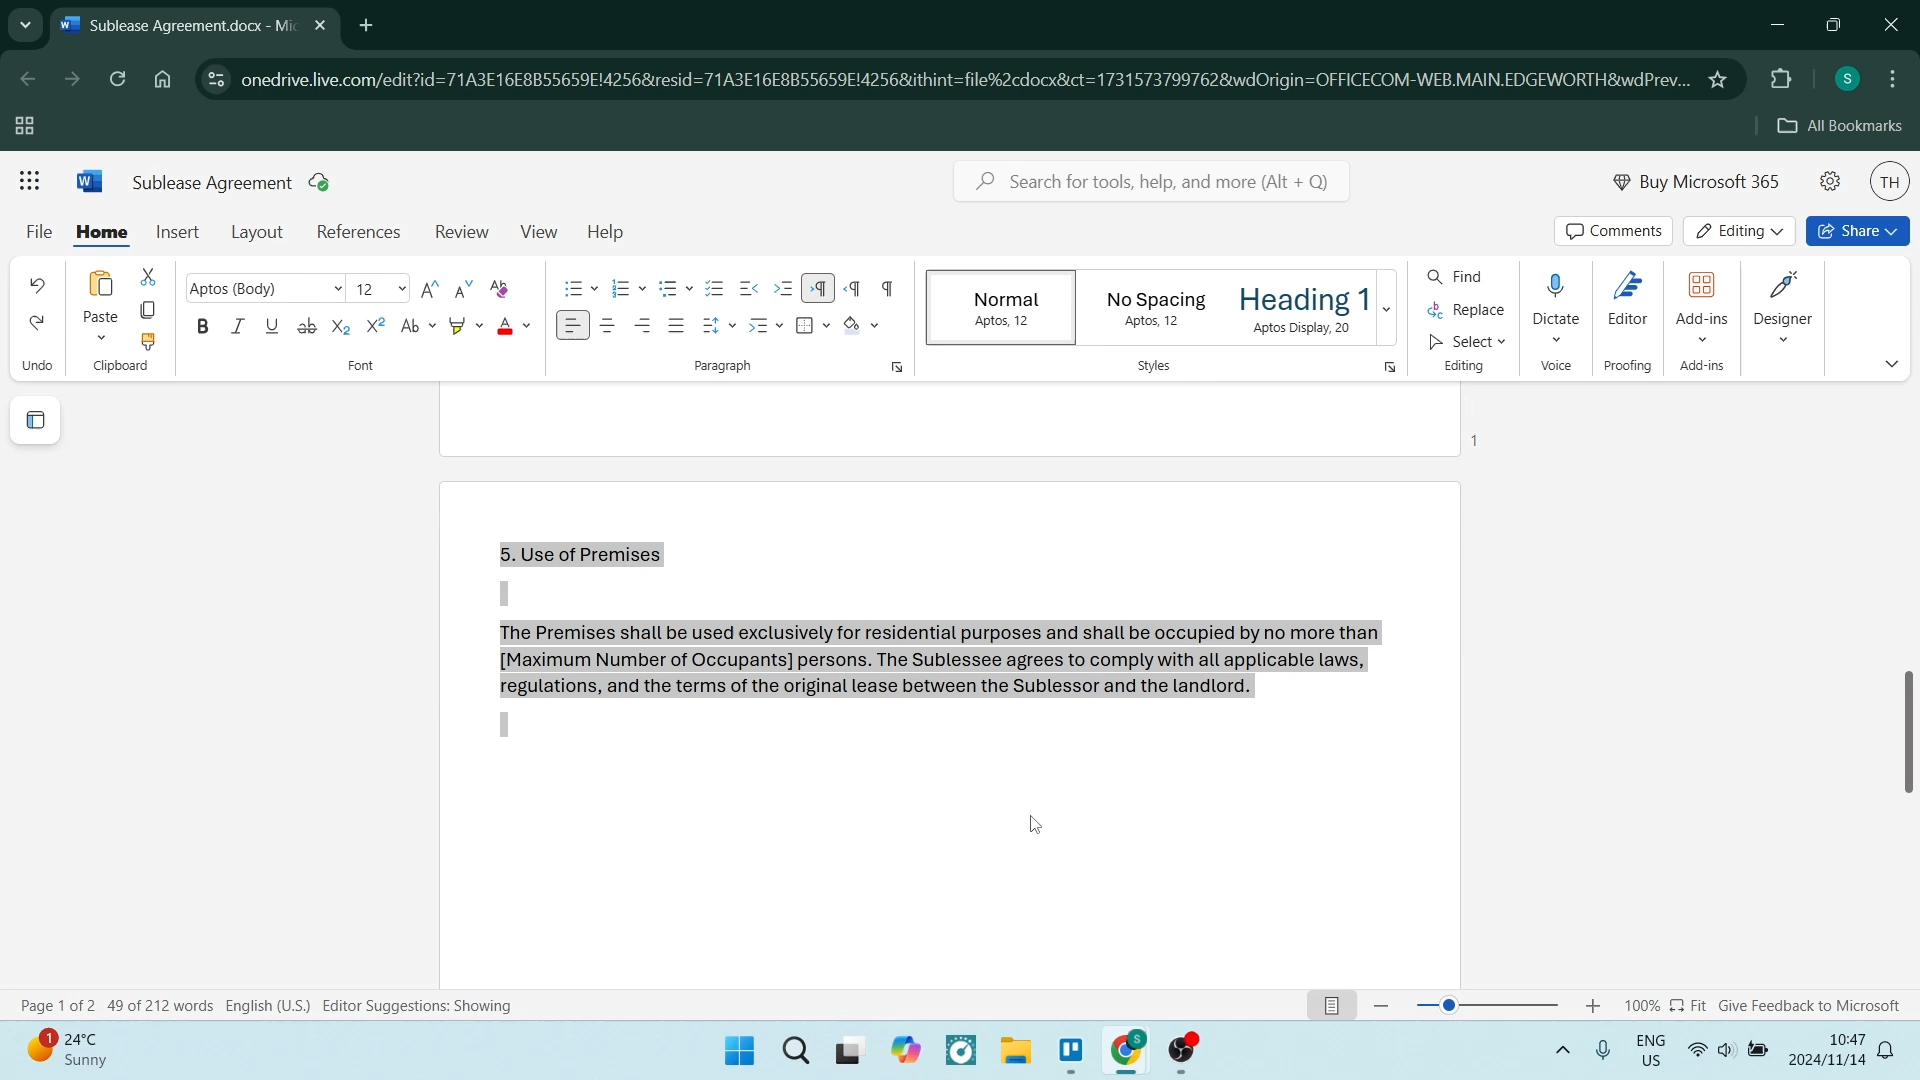 Sublease Agreement.docx - Mic
onedrive.live.com/edit?id=71A3E16E8B55659E!4256&resid=71A3E16E8B55659E!4256&ithint=file%2cdocx&ct=1731573799762&wdOrigin=OFFICECOM-WEB.MAIN.EDGEWORTH&wdPrev...
S
All Bookmarks
Sublease Agreement
Search for tools, help, and more (Alt + Q)
Buy Microsoft 365
TH
File Home Insert Layout References Review View Help
Comments Editing Share
Paste
Aptos (Body) 12
Normal
Aptos, 12
No Spacing
Aptos, 12
Heading 1
Aptos Display, 20
Find
Replace
Select
Dictate
Editor
Add-ins
Designer
Undo Clipboard Font Paragraph Styles Editing Voice Proofing Add-ins
1
5. Use of Premises
The Premises shall be used exclusively for residential purposes and shall be occupied by no more than
[Maximum Number of Occupants] persons. The Sublessee agrees to comply with all applicable laws,
regulations, and the terms of the original lease between the Sublessor and the landlord.
Page 1 of 2 49 of 212 words English (U.S.) Editor Suggestions: Showing 100% Fit Give Feedback to Microsoft
1
24°C
Sunny
ENG
US
10:47
2024/11/14